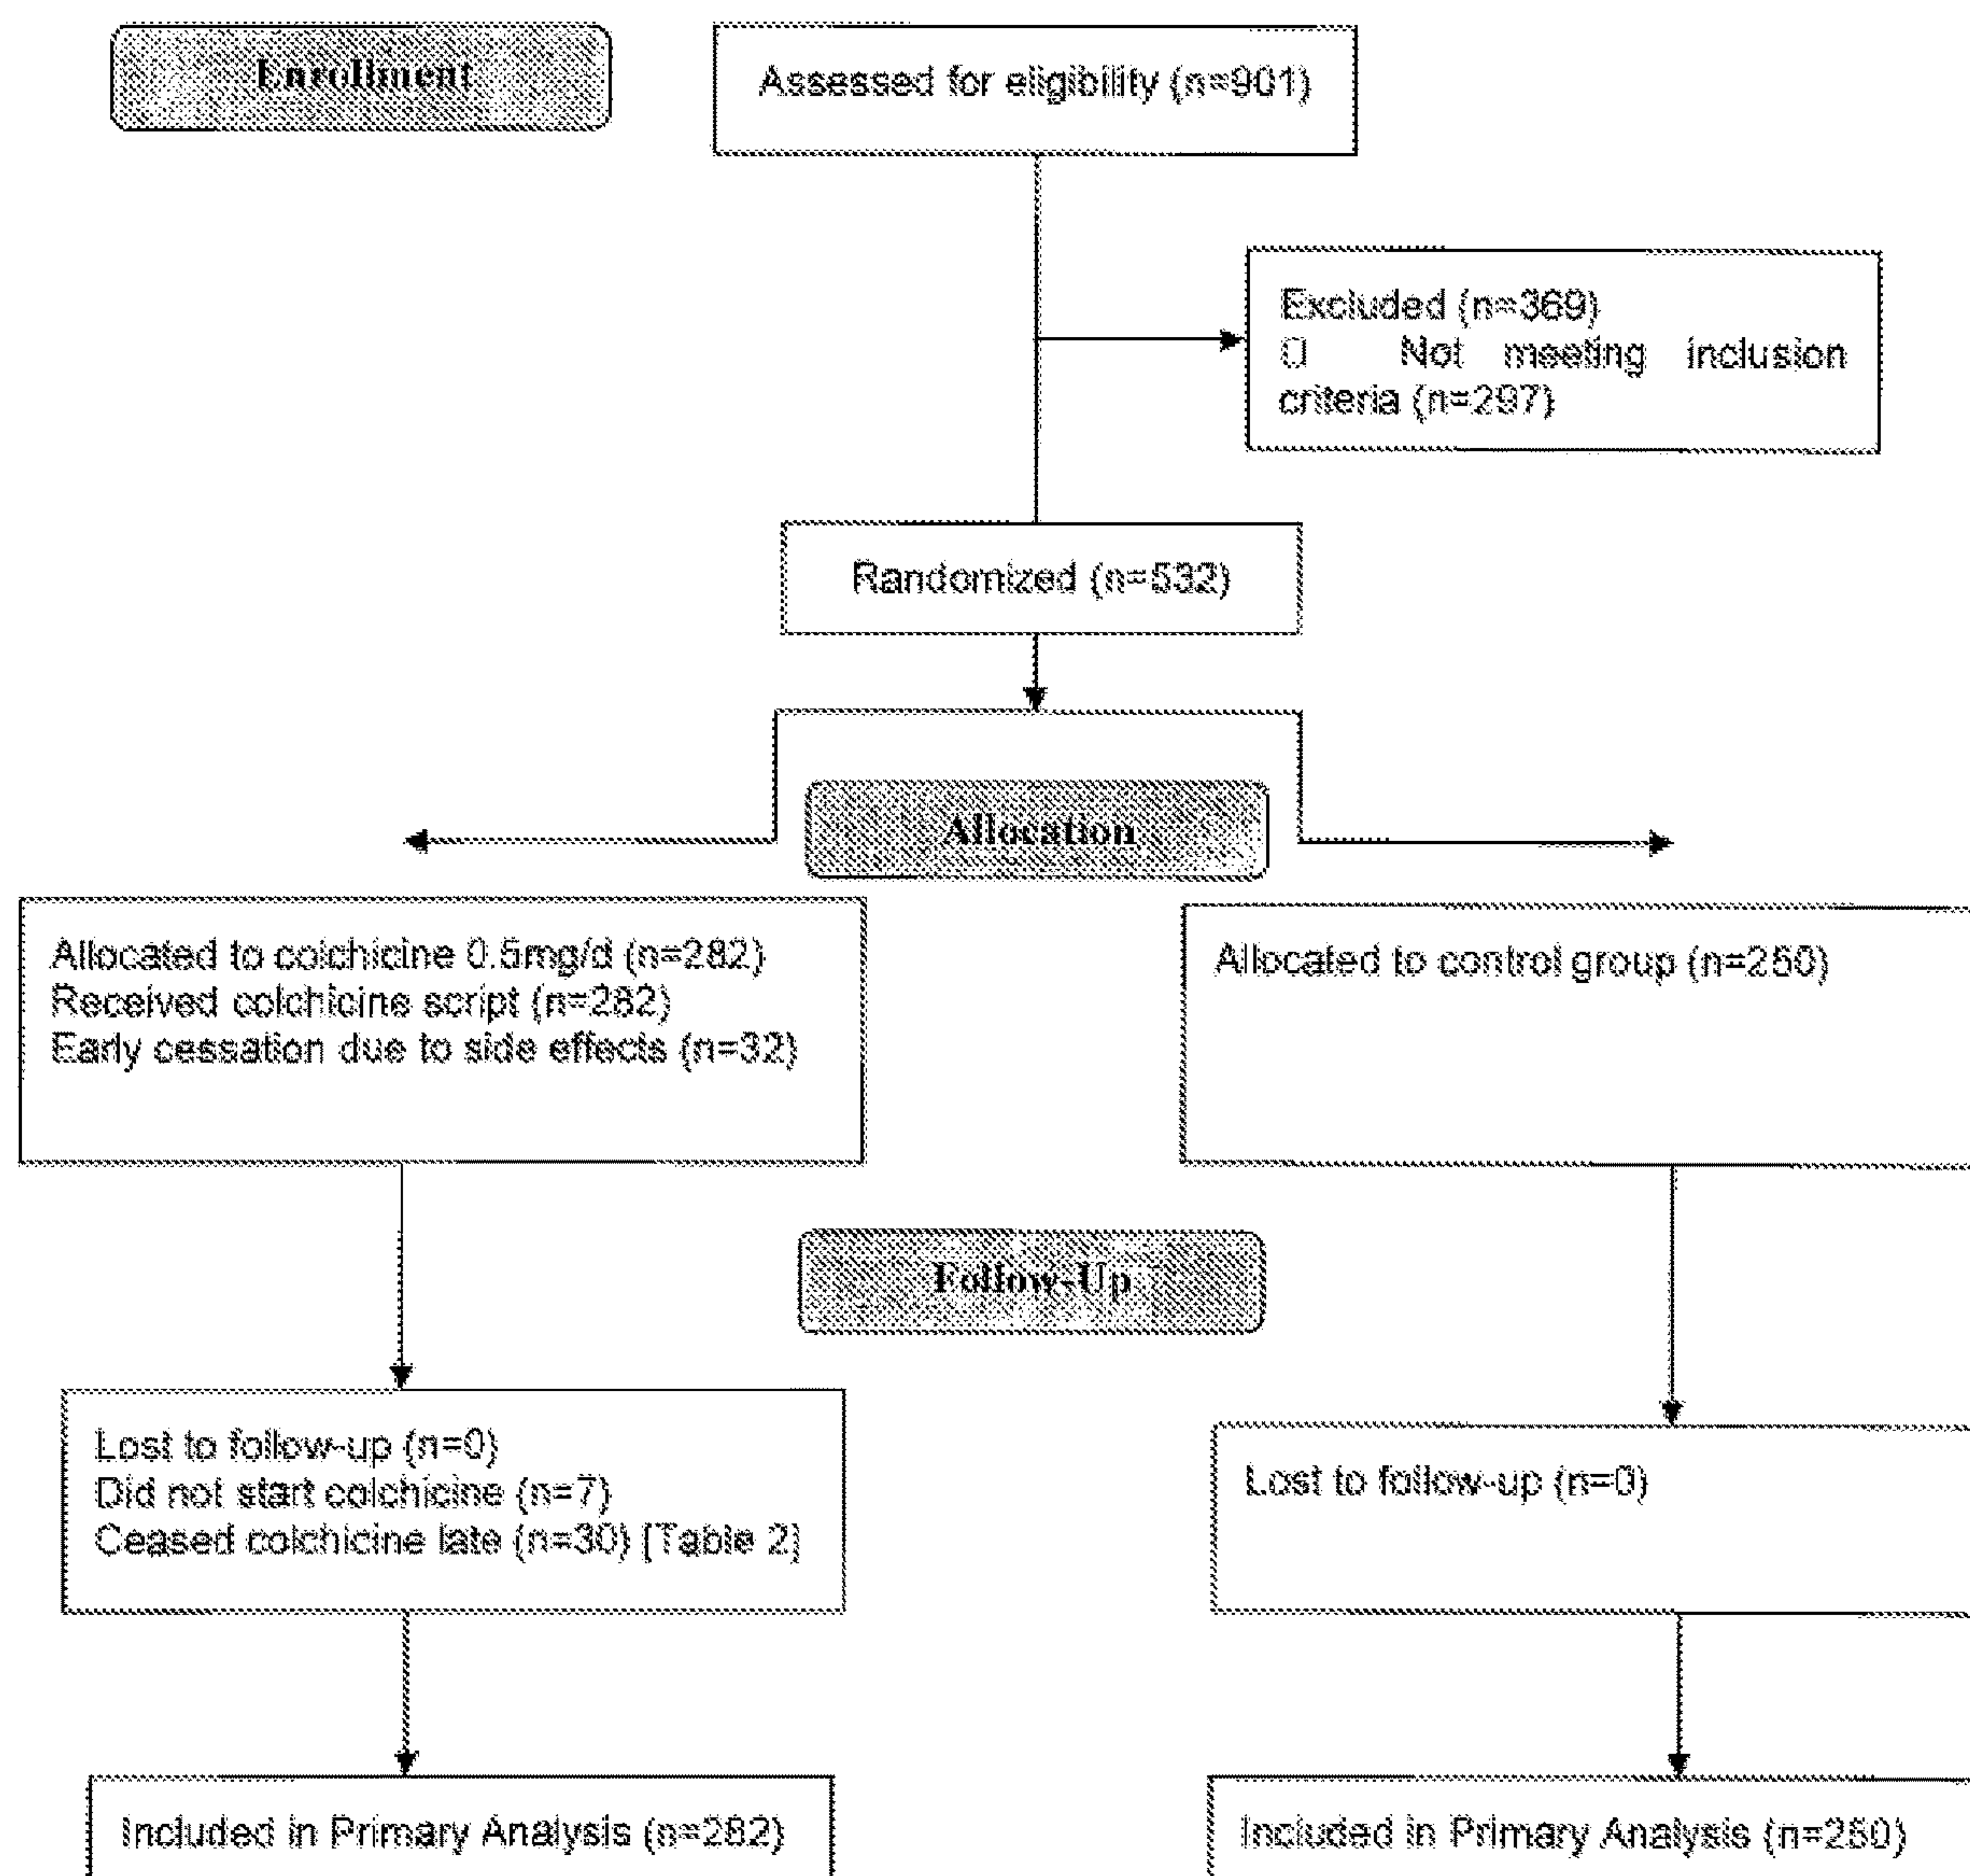 Enrollment
Assessed for eligibility (n=901)
Excluded (n=369)
Not meeting inclusion
criteria (n=297)
Randomized (n=532)
Allocation
Allocated to colchicine 0.5mg/d (n=282)
Received colchicine script (n=282)
Early cessation due to side effects (n=32)
Allocated to control group (n=250)
Follow-Up
Lost to follow-up (n=0)
Did not start colchicine (n=7)
Ceased colchicine late (n=30) [Table 2]
Lost to follow-up (n=0)
Included in Primary Analysis (n=282)
Included in Primary Analysis (n=250)